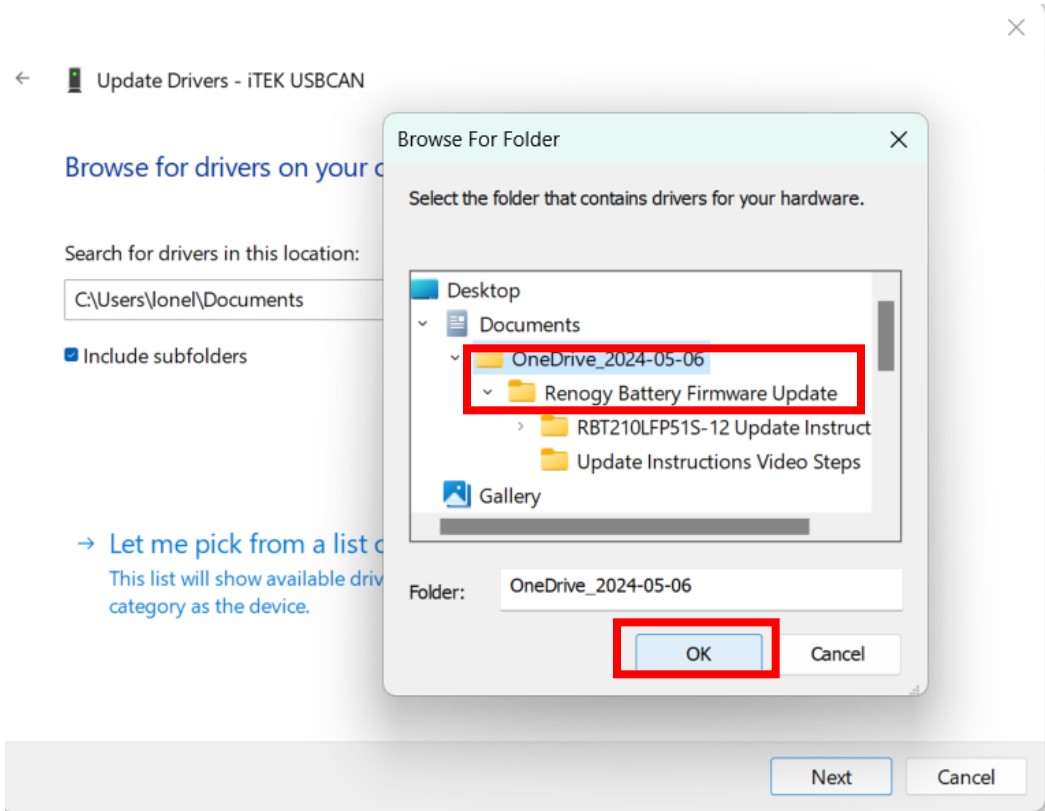 Update Drivers - iTEK USBCAN
Browse For Folder
Browse for drivers on your c
Select the folder that contains drivers for your hardware.
Search for drivers in this location:
C:\Users\lonel\Documents
Include subfolders
Desktop
Documents
OneDrive_2024-05-06
Renogy Battery Firmware Update
RBT210LFP51S-12 Update Instruct
Update Instructions Video Steps
Gallery
Let me pick from a list o
This list will show available driv
category as the device.
Folder:
OneDrive_2024-05-06
OK
Cancel
Next
Cancel